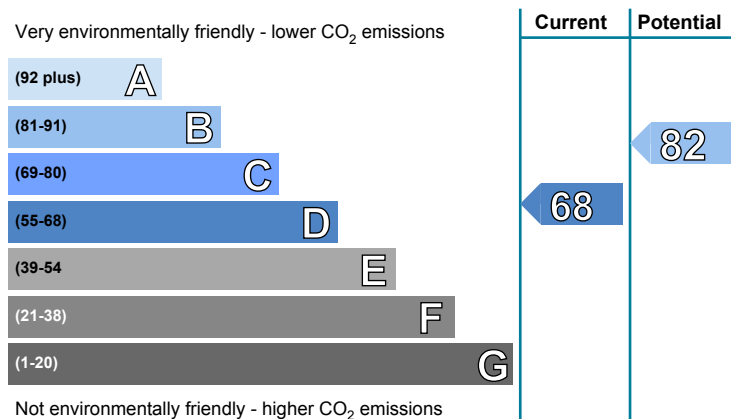 Current Potential
Very environmentally friendly - lower CO₂ emissions
(92 plus) A
(81-91) B
82
(69-80) C
(55-68) D
68
(39-54 E
(21-38) F
(1-20) G
Not environmentally friendly - higher CO₂ emissions